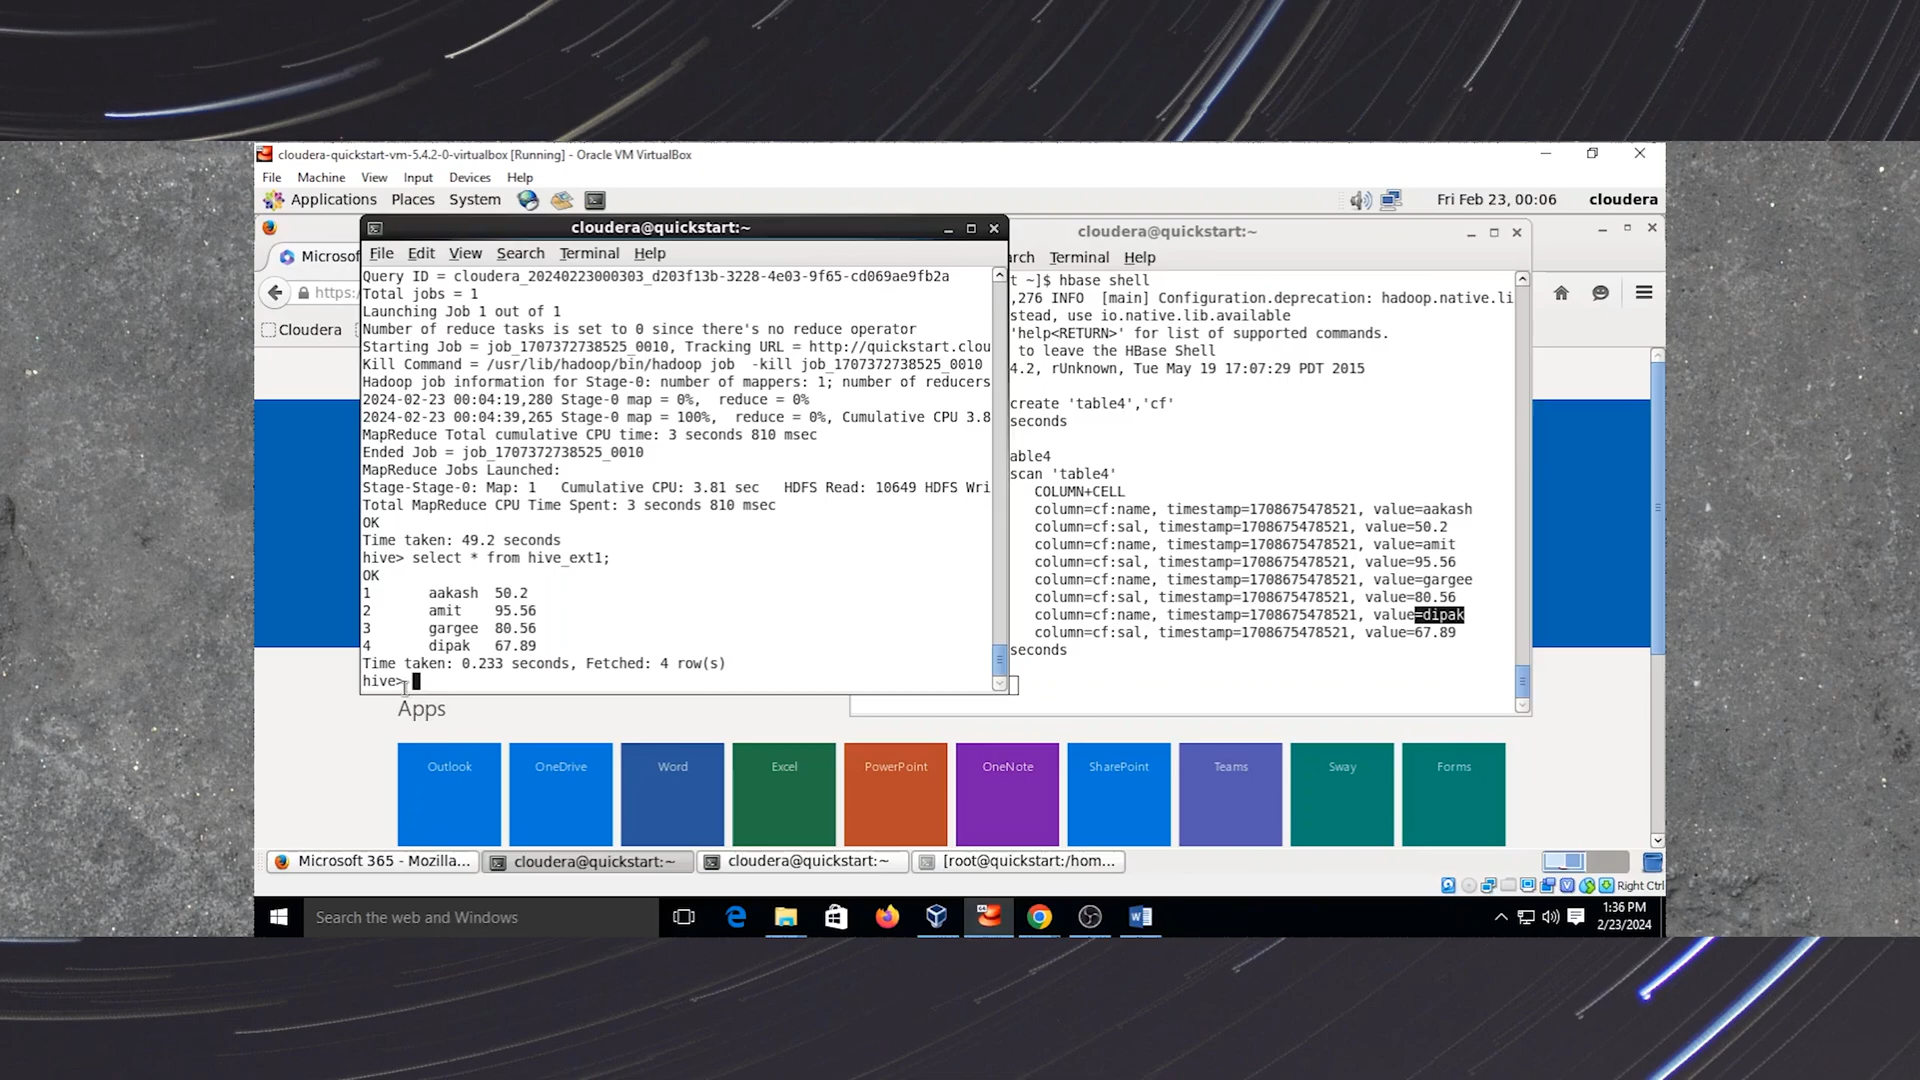 cloudera-quickstart-vm-5.4.2-0-virtualbox [Running] - Oracle VM VirtualBox
File Machine View Input Devices Help
Applications Places System Fri Feb 23, 00:06 cloudera
cloudera@quickstart:~
File Edit View Search Terminal Help
Query ID = cloudera_20240223000303_d203f13b-3228-4e03-9f65-cd069ae9fb2a
Total jobs = 1
Launching Job 1 out of 1
Number of reduce tasks is set to 0 since there's no reduce operator
Starting Job = job_1707372738525_0010, Tracking URL = http://quickstart.clou
Kill Command = /usr/lib/hadoop/bin/hadoop job  -kill job_1707372738525_0010
Hadoop job information for Stage-0: number of mappers: 1; number of reducers
2024-02-23 00:04:19,280 Stage-0 map = 0%,  reduce = 0%
2024-02-23 00:04:39,265 Stage-0 map = 100%,  reduce = 0%, Cumulative CPU 3.8
MapReduce Total cumulative CPU time: 3 seconds 810 msec
Ended Job = job_1707372738525_0010
MapReduce Jobs Launched:
Stage-Stage-0: Map: 1   Cumulative CPU: 3.81 sec   HDFS Read: 10649 HDFS Wri
Total MapReduce CPU Time Spent: 3 seconds 810 msec
OK
Time taken: 49.2 seconds
hive> select * from hive_ext1;
OK
1 aakash 50.2
2 amit 95.56
3 gargee 80.56
4 dipak 67.89
Time taken: 0.233 seconds, Fetched: 4 row(s)
hive>
cloudera@quickstart:~
arch Terminal Help
t ~]$ hbase shell
,276 INFO  [main] Configuration.deprecation: hadoop.native.li
stead, use io.native.lib.available
'help<RETURN>' for list of supported commands.
to leave the HBase Shell
4.2, rUnknown, Tue May 19 17:07:29 PDT 2015
create 'table4','cf'
seconds
able4
scan 'table4'
COLUMN+CELL
column=cf:name, timestamp=1708675478521, value=aakash
column=cf:sal, timestamp=1708675478521, value=50.2
column=cf:name, timestamp=1708675478521, value=amit
column=cf:sal, timestamp=1708675478521, value=95.56
column=cf:name, timestamp=1708675478521, value=gargee
column=cf:sal, timestamp=1708675478521, value=80.56
column=cf:name, timestamp=1708675478521, value=dipak
column=cf:sal, timestamp=1708675478521, value=67.89
seconds
Microso
https:
Cloudera
Apps
Outlook OneDrive Word Excel PowerPoint OneNote SharePoint Teams Sway Forms
Microsoft 365 - Mozilla... cloudera@quickstart:~ cloudera@quickstart:~ [root@quickstart:/hom...
Right Ctrl
Search the web and Windows
1:36 PM
2/23/2024